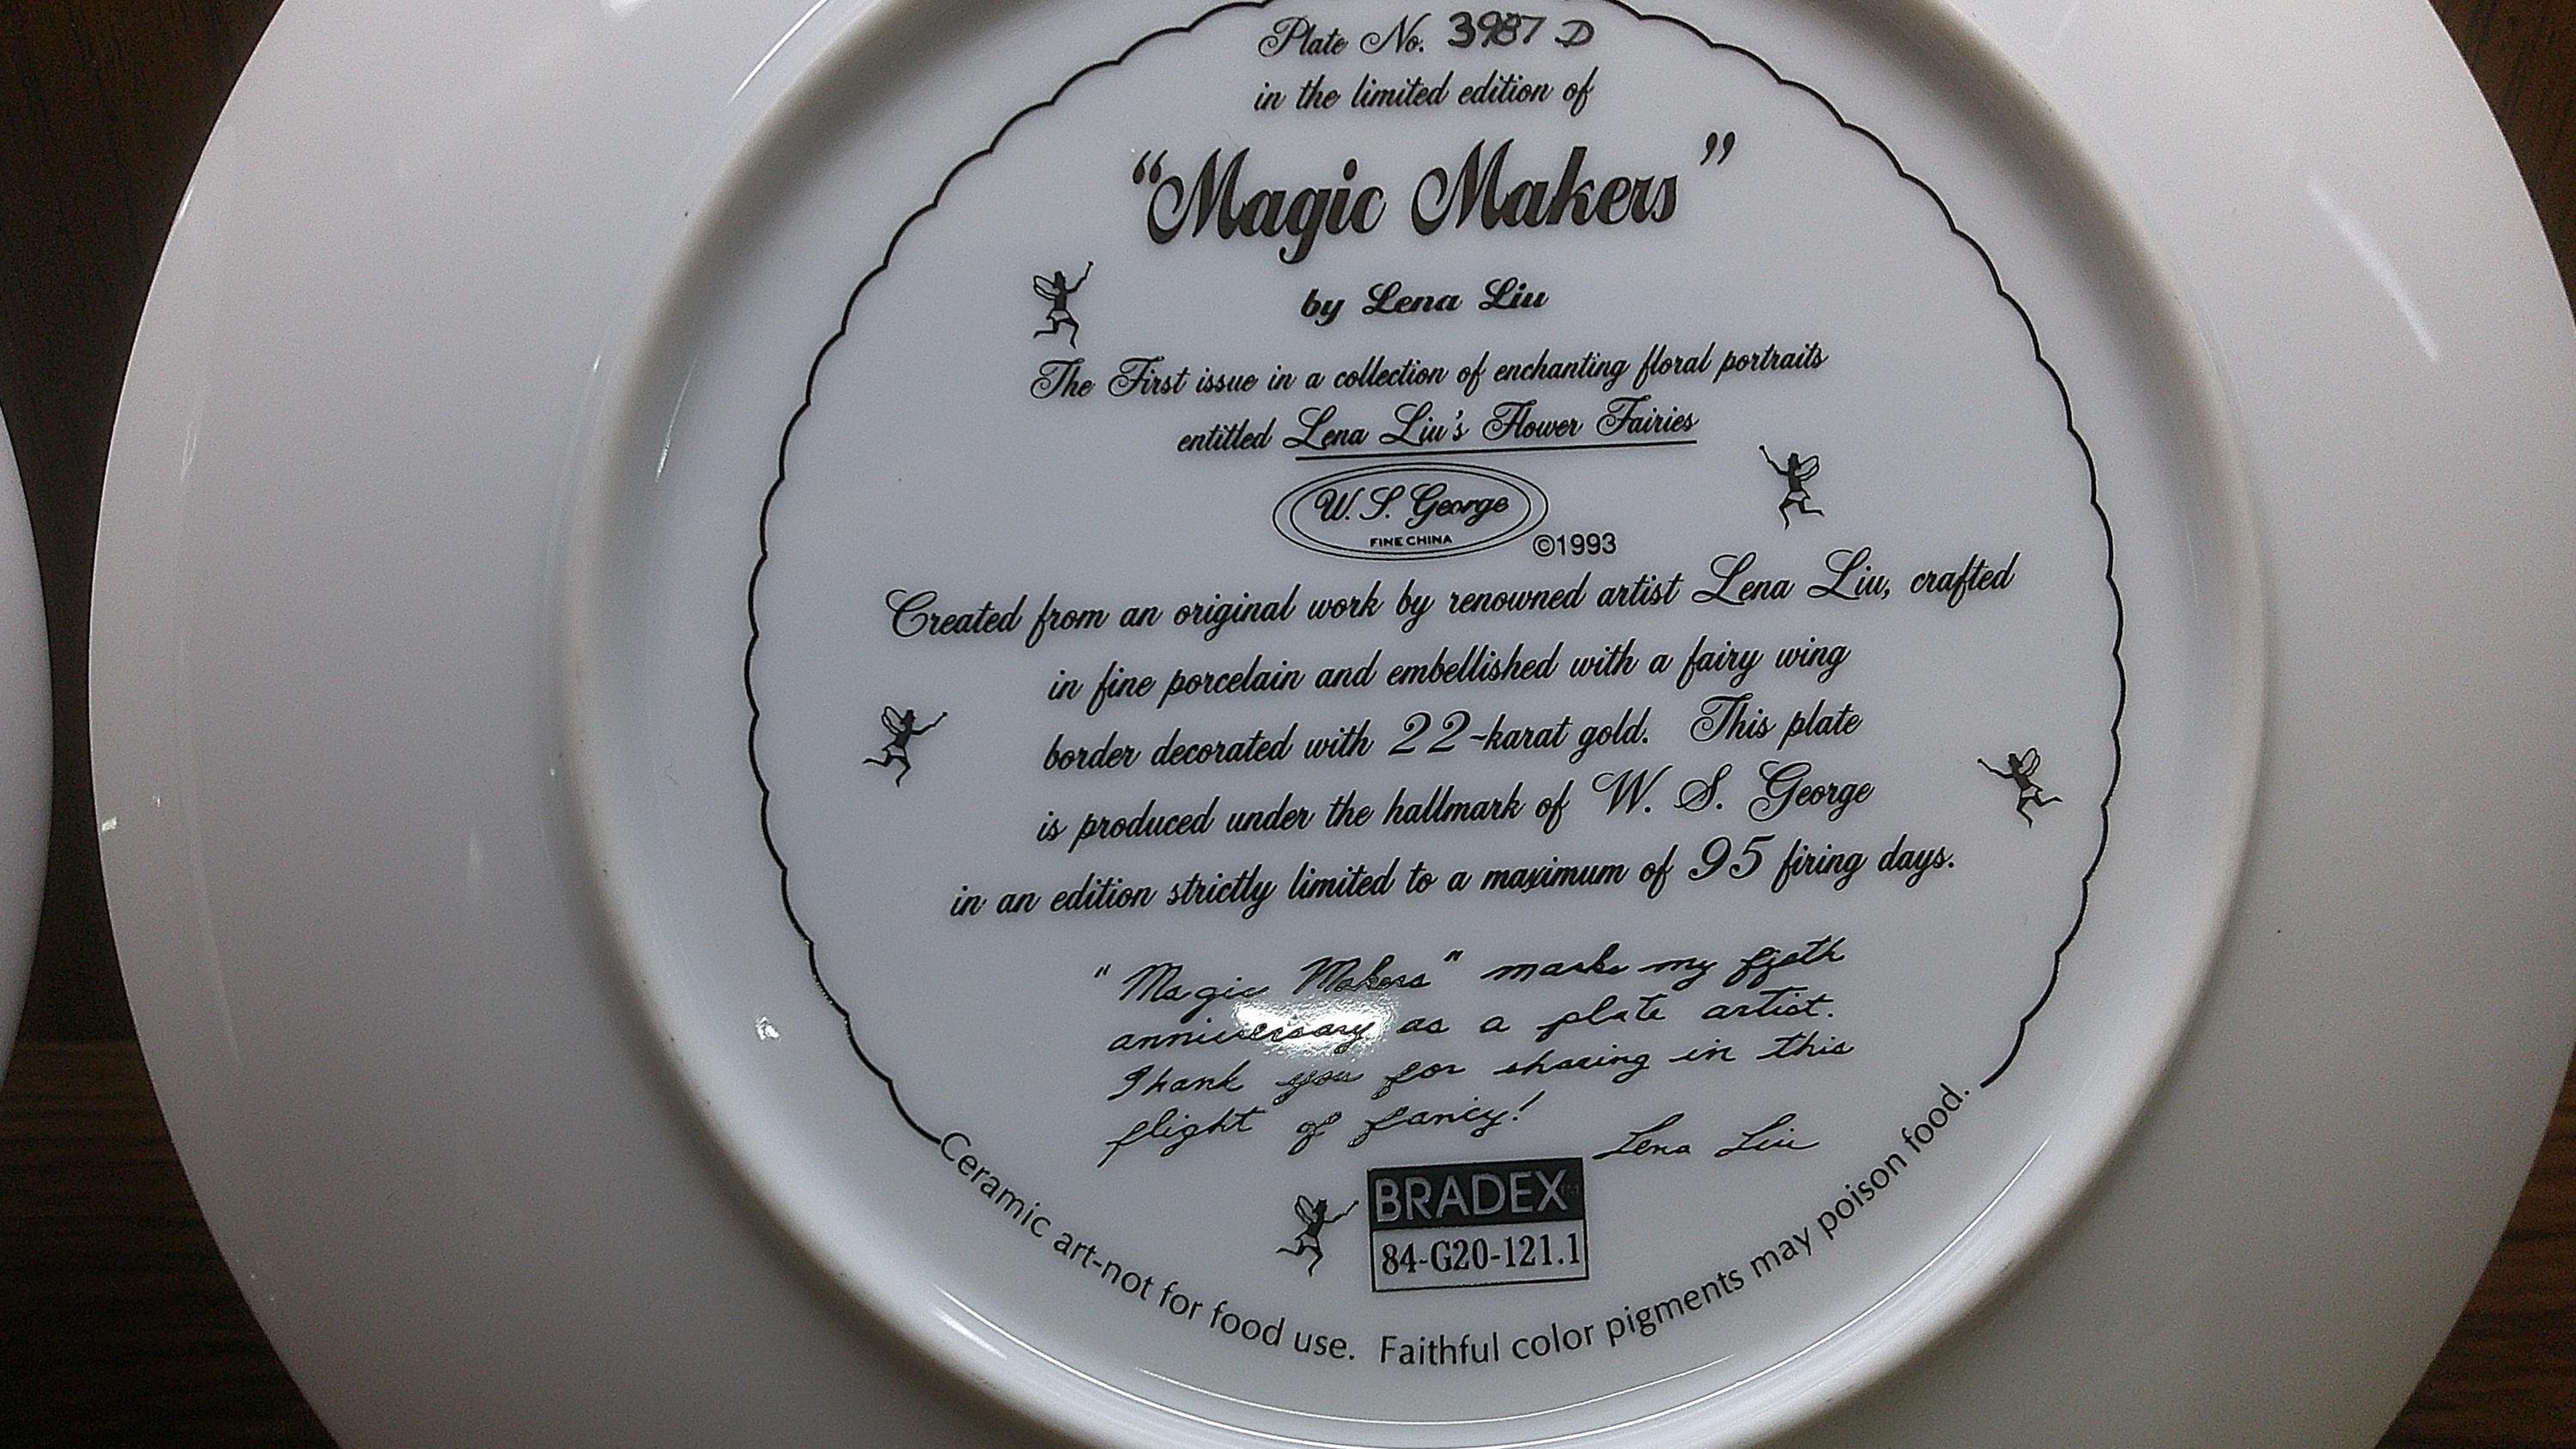 Plate No. 3987 D
in the limited edition of
"Magic Makers"
by Lena Liu
The First issue in a collection of enchanting floral portraits
entitled Lena Liu's Flower Fairies
W. S. George
FINE CHINA
©1993
Created from an original work by renowned artist Lena Liu, crafted
in fine porcelain and embellished with a fairy wing
border decorated with 22-karat gold. This plate
is produced under the hallmark of W. S. George
in an edition strictly limited to a maximum of 95 firing days.
"Magic Makers" marks my fifth
anniversary as a plate artist.
Thank you for sharing in this
flight of fancy!
Lena Liu
BRADEX
84-G20-121.1
Ceramic art-not for food use. Faithful color pigments may poison food.